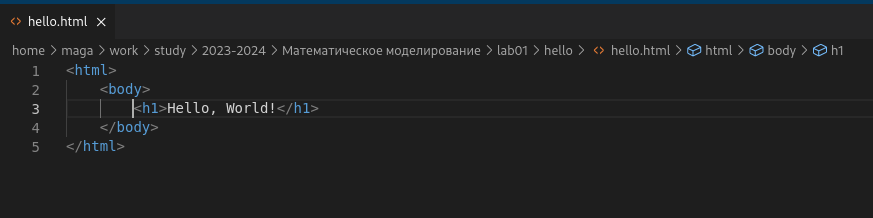 hello.html
home > maga > work > study > 2023-2024 > Математическое моделирование > lab01 > hello > hello.html > html > body > h1
1 <html>
2     <body>
3         <h1>Hello, World!</h1>
4     </body>
5 </html>